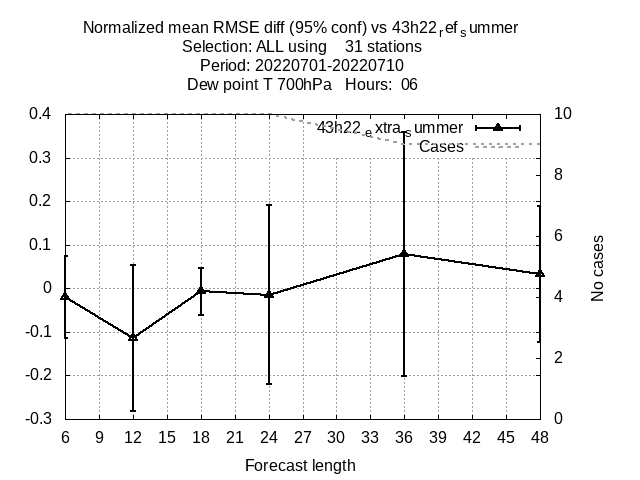 Normalized mean RMSE diff (95% conf) vs 43h22_ref_summer
Selection: ALL using    31 stations
Period: 20220701-20220710
Dew point T 700hPa   Hours:  06
43h22_extra_summer
Cases
0.4
0.3
0.2
0.1
0
-0.1
-0.2
-0.3
10
8
6
4
2
0
No cases
6 9 12 15 18 21 24 27 30 33 36 39 42 45 48
Forecast length